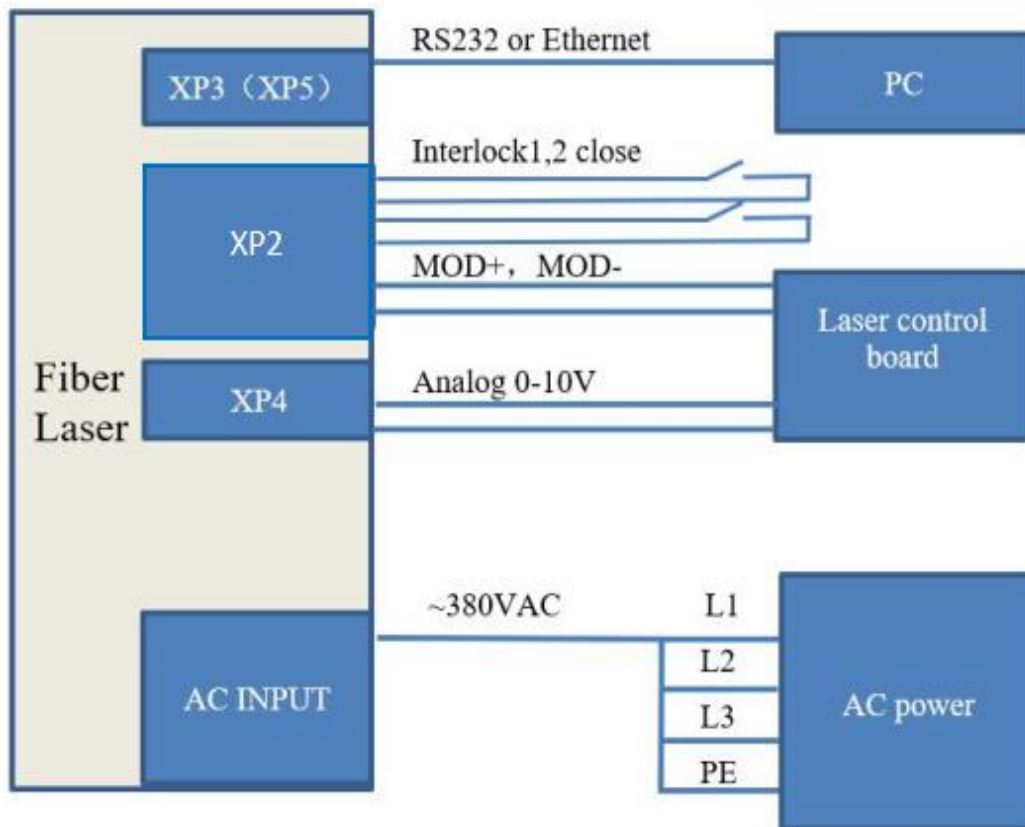 RS232 or Ethernet
XP3（XP5）
PC
Interlock1,2 close
XP2
MOD+，MOD-
Laser control
board
Fiber
Laser
XP4
Analog 0-10V
~380VAC
L1
L2
L3
PE
AC INPUT
AC power